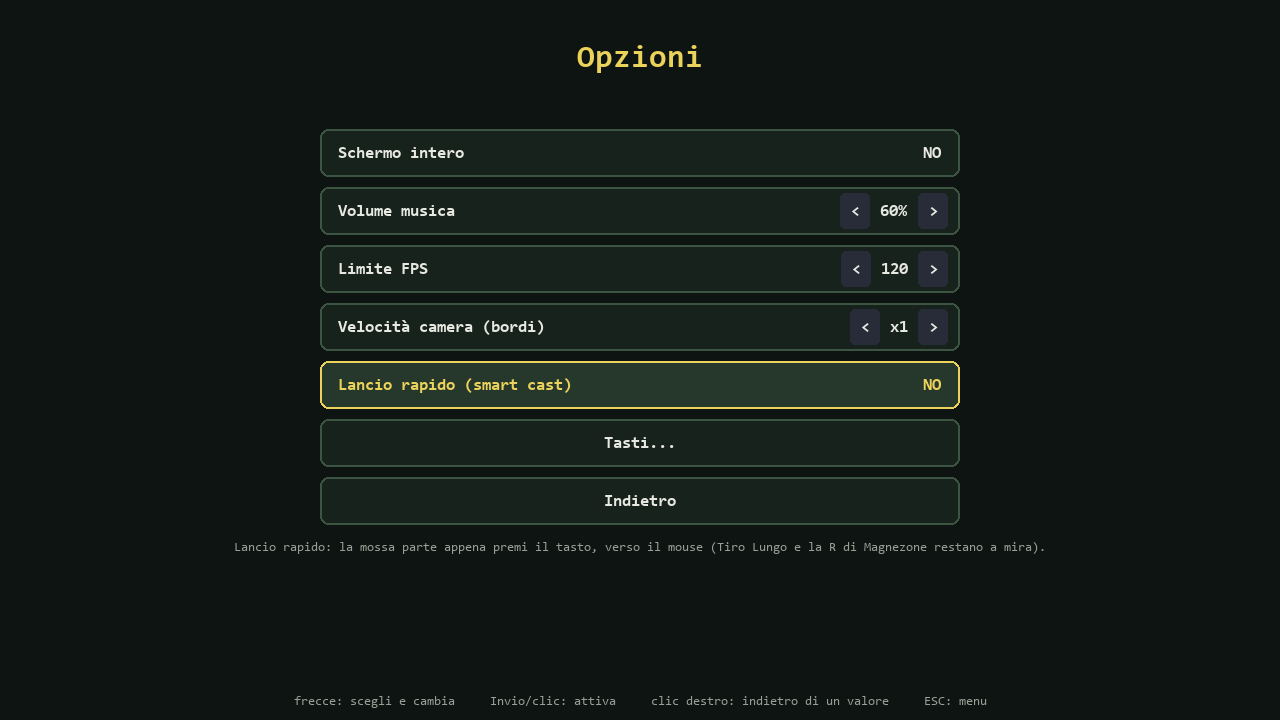 Opzioni
Schermo intero NO
Volume musica < 60% >
Limite FPS < 120 >
Velocità camera (bordi) < x1 >
Lancio rapido (smart cast) NO
Tasti...
Indietro
Lancio rapido: la mossa parte appena premi il tasto, verso il mouse (Tiro Lungo e la R di Magnezone restano a mira).
frecce: scegli e cambia Invio/clic: attiva clic destro: indietro di un valore ESC: menu